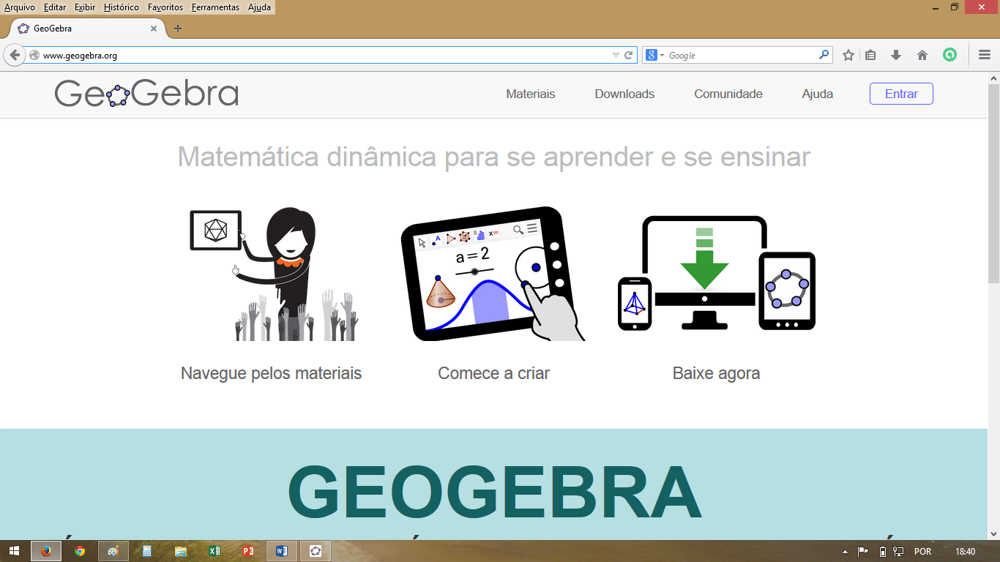 Arquivo Editar Exibir Histórico Favoritos Ferramentas Ajuda
GeoGebra
www.geogebra.org
Google
GeoGebra
Materiais Downloads Comunidade Ajuda Entrar
Matemática dinâmica para se aprender e se ensinar
A
x=
a=2
Navegue pelos materiais
Comece a criar
Baixe agora
GEOGEBRA
POR 18:40